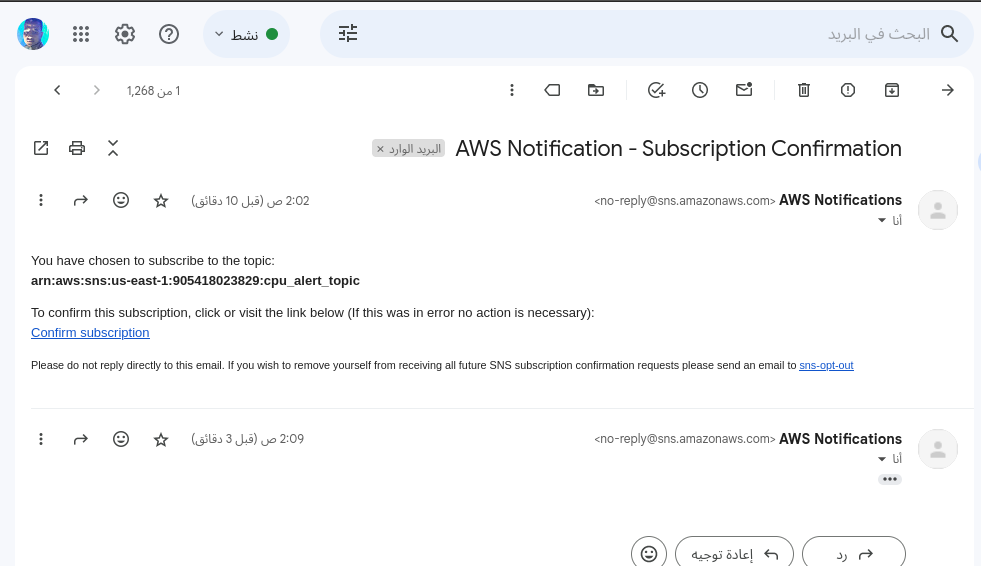 البحث في البريد
نشط
1 من 1,268
AWS Notification - Subscription Confirmation
البريد الوارد ×
AWS Notifications <no-reply@sns.amazonaws.com>
2:02 ص (قبل 10 دقائق)
أنا
You have chosen to subscribe to the topic:
arn:aws:sns:us-east-1:905418023829:cpu_alert_topic
To confirm this subscription, click or visit the link below (If this was in error no action is necessary):
Confirm subscription
Please do not reply directly to this email. If you wish to remove yourself from receiving all future SNS subscription confirmation requests please send an email to sns-opt-out
AWS Notifications <no-reply@sns.amazonaws.com>
2:09 ص (قبل 3 دقائق)
أنا
رد
إعادة توجيه